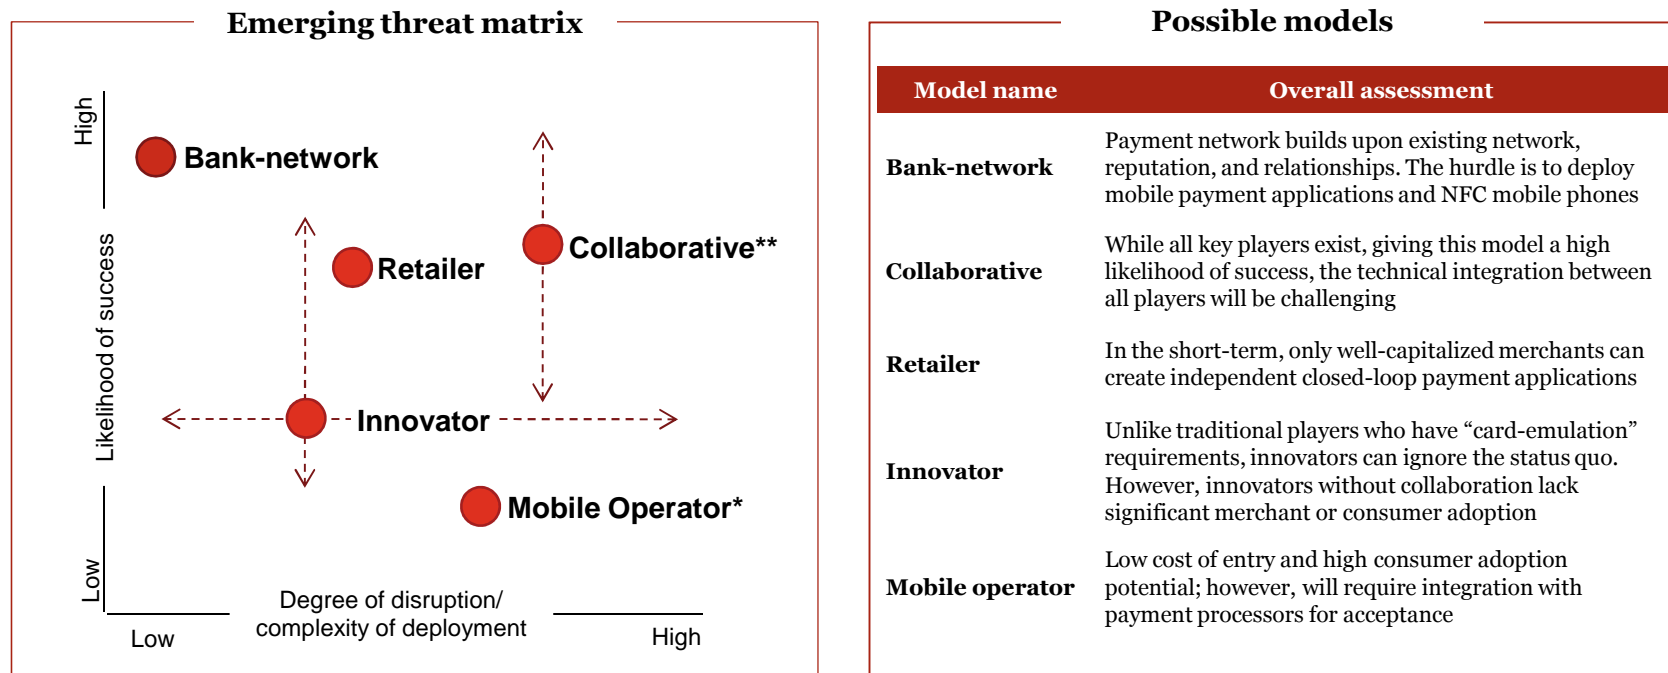 Emerging threat matrix
High
Likelihood of success
Low
Bank-network
Collaborative**
Retailer
Innovator
Mobile Operator*
Degree of disruption/
complexity of deployment
Low
High
Possible models
Model name
Overall assessment
Bank-network
Payment network builds upon existing network,
reputation, and relationships. The hurdle is to deploy
mobile payment applications and NFC mobile phones
Collaborative
While all key players exist, giving this model a high
likelihood of success, the technical integration between
all players will be challenging
Retailer
In the short-term, only well-capitalized merchants can
create independent closed-loop payment applications
Innovator
Unlike traditional players who have “card-emulation”
requirements, innovators can ignore the status quo.
However, innovators without collaboration lack
significant merchant or consumer adoption
Mobile operator
Low cost of entry and high consumer adoption
potential; however, will require integration with
payment processors for acceptance